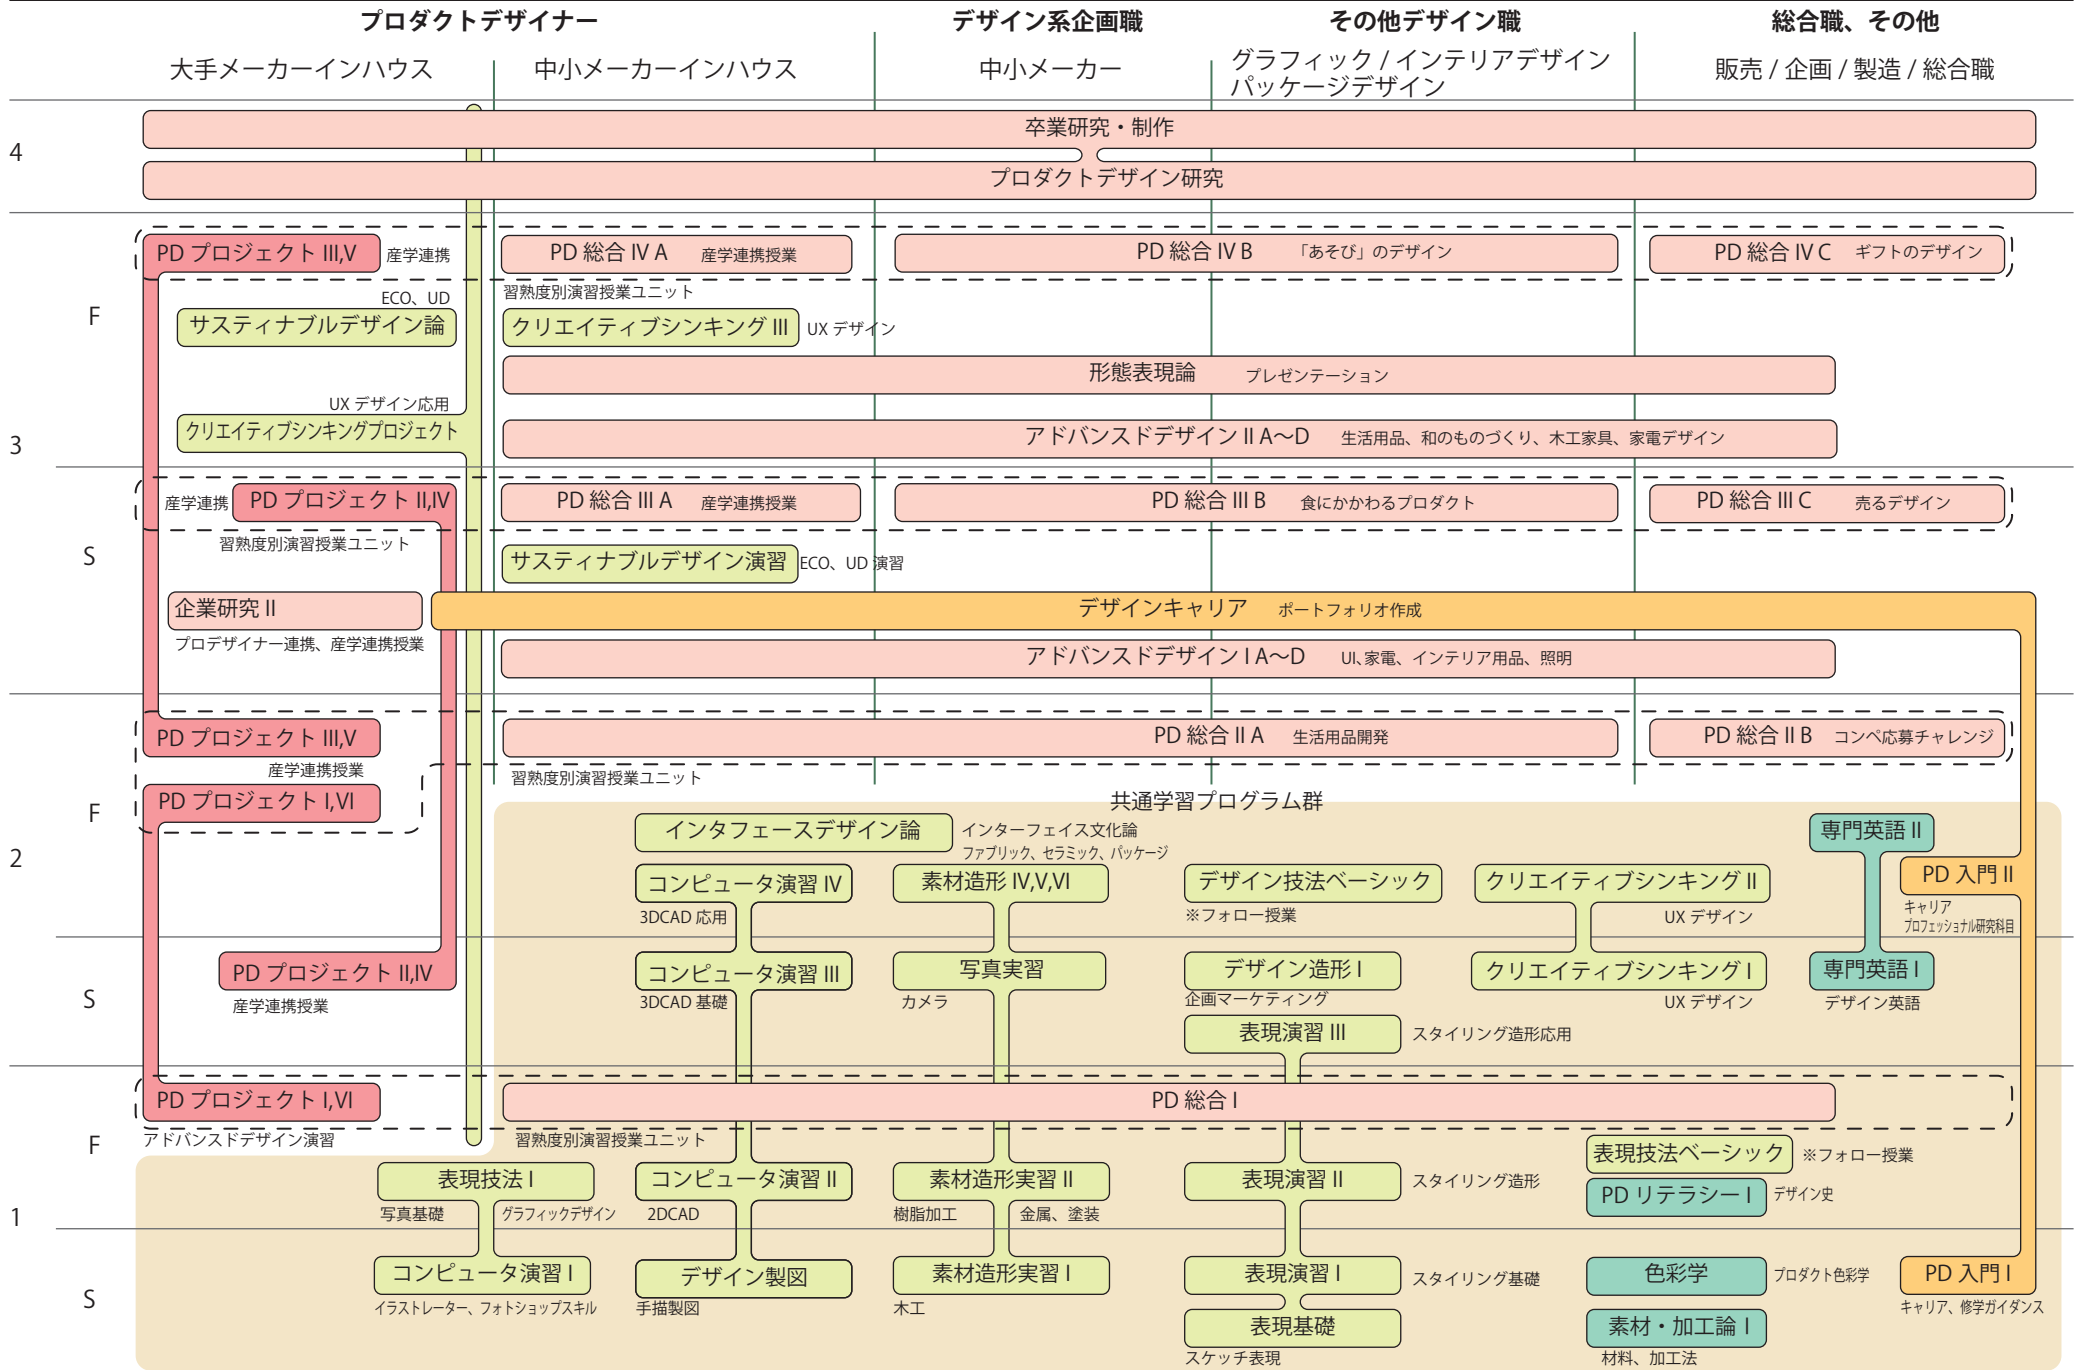 プロダクトデザイナー
デザイン系企画職
その他デザイン職
総合職、その他
大手メーカーインハウス
中小メーカーインハウス
中小メーカー
グラフィック / インテリアデザイン
パッケージデザイン
販売 / 企画 / 製造 / 総合職
4
卒業研究・制作
プロダクトデザイン研究
3
F
PD プロジェクト III,V 産学連携
PD 総合 IV A 産学連携授業
PD 総合 IV B 「あそび」のデザイン
PD 総合 IV C ギフトのデザイン
習熟度別演習授業ユニット
ECO、UD
サスティナブルデザイン論
クリエイティブシンキング III UX デザイン
形態表現論 プレゼンテーション
UX デザイン応用
クリエイティブシンキングプロジェクト
アドバンスドデザイン II A～D 生活用品、和のものづくり、木工家具、家電デザイン
S
産学連携 PD プロジェクト II,IV
PD 総合 III A 産学連携授業
PD 総合 III B 食にかかわるプロダクト
PD 総合 III C 売るデザイン
習熟度別演習授業ユニット
サスティナブルデザイン演習 ECO、UD 演習
企業研究 II
デザインキャリア ポートフォリオ作成
プロデザイナー連携、産学連携授業
アドバンスドデザイン I A～D UI、家電、インテリア用品、照明
2
F
PD プロジェクト III,V
PD 総合 II A 生活用品開発
PD 総合 II B コンペ応募チャレンジ
産学連携授業
習熟度別演習授業ユニット
PD プロジェクト I,VI
共通学習プログラム群
インタフェースデザイン論 インターフェイス文化論
専門英語 II
ファブリック、セラミック、パッケージ
コンピュータ演習 IV
素材造形 IV,V,VI
デザイン技法ベーシック
クリエイティブシンキング II
PD 入門 II
3DCAD 応用
※フォロー授業
UX デザイン
キャリア
プロフェッショナル研究科目
S
PD プロジェクト II,IV
コンピュータ演習 III
写真実習
デザイン造形 I
クリエイティブシンキング I
専門英語 I
産学連携授業
3DCAD 基礎
カメラ
企画マーケティング
UX デザイン
デザイン英語
表現演習 III スタイリング造形応用
1
F
PD プロジェクト I,VI
PD 総合 I
アドバンスドデザイン演習
習熟度別演習授業ユニット
表現技法ベーシック ※フォロー授業
表現技法 I
コンピュータ演習 II
素材造形実習 II
表現演習 II スタイリング造形
PD リテラシー I デザイン史
写真基礎
グラフィックデザイン
2DCAD
樹脂加工
金属、塗装
S
コンピュータ演習 I
デザイン製図
素材造形実習 I
表現演習 I スタイリング基礎
色彩学 プロダクト色彩学
PD 入門 I
イラストレーター、フォトショップスキル
手描製図
木工
キャリア、修学ガイダンス
表現基礎
素材・加工論 I
スケッチ表現
材料、加工法